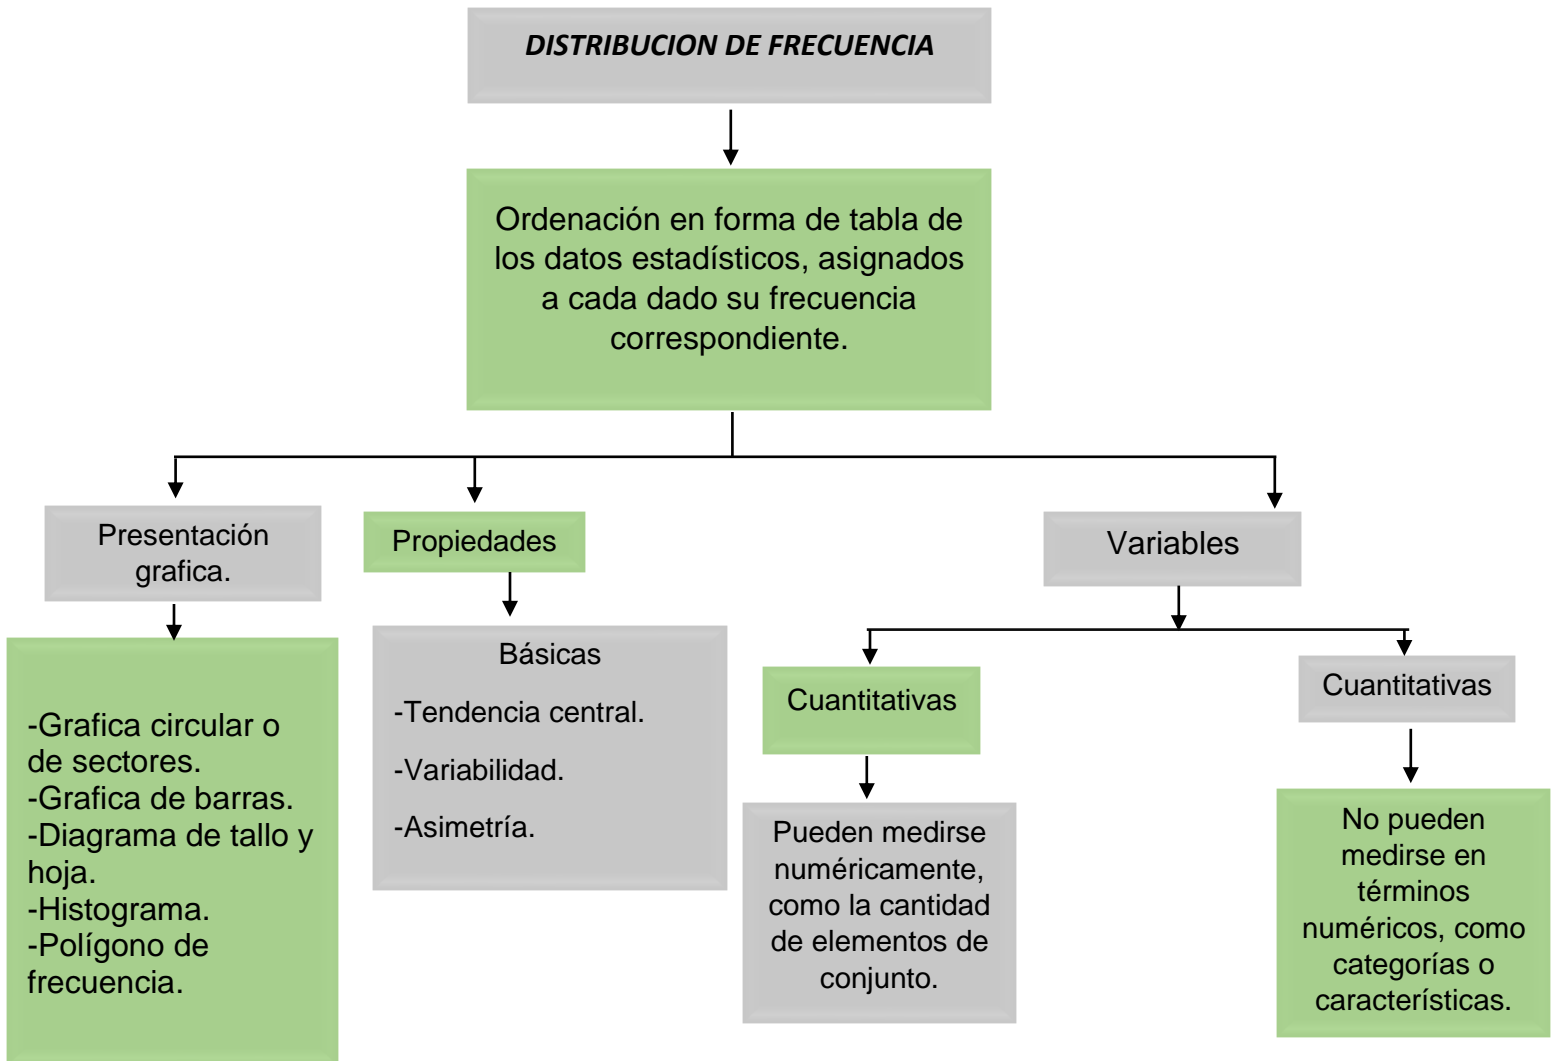 DISTRIBUCION DE FRECUENCIA
Ordenación en forma de tabla de
los datos estadísticos, asignados
a cada dado su frecuencia
correspondiente.
Presentación
grafica.
Propiedades
Variables
-Grafica circular o
de sectores.
-Grafica de barras.
-Diagrama de tallo y
hoja.
-Histograma.
-Polígono de
frecuencia.
Básicas
-Tendencia central.
-Variabilidad.
-Asimetría.
Cuantitativas
Pueden medirse
numéricamente,
como la cantidad
de elementos de
conjunto.
Cuantitativas
No pueden
medirse en
términos
numéricos, como
categorías o
características.